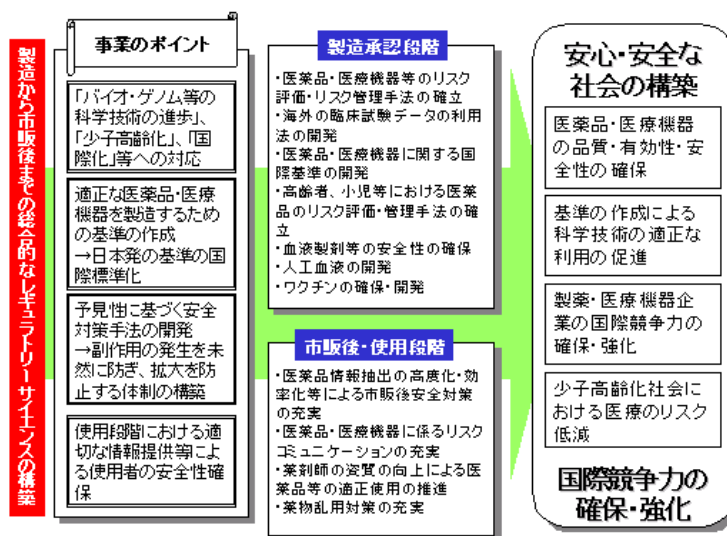 製造から市販後までの総合的なレギュラトリーサイエンスの構築
事業のポイント
「バイオ・ゲノム等の
科学技術の進歩」、
「少子高齢化」、「国
際化」等への対応
適正な医薬品・医療
機器を製造するため
の基準の作成
→日本発の基準の国
際標準化
予見性に基づく安全
対策手法の開発
→副作用の発生を未
然に防ぎ、拡大を防
止する体制の構築
使用段階における適
切な情報提供等によ
る使用者の安全性確
保
製造承認段階
・医薬品・医療機器等のリスク
評価・リスク管理手法の確立
・海外の臨床試験データの利用
法の開発
・医薬品・医療機器に関する国
際基準の開発
・高齢者、小児等における医薬
品のリスク評価・管理手法の確
立
・血液製剤等の安全性の確保
・人工血液の開発
・ワクチンの確保・開発
市販後・使用段階
・医薬品情報抽出の高度化・効
率化等による市販後安全対策
の充実
・医薬品・医療機器に係るリスク
コミュニケーションの充実
・薬剤師の資質の向上による医
薬品等の適正使用の推進
・薬物乱用対策の充実
安心・安全な
社会の構築
医薬品・医療機器
の品質・有効性・安
全性の確保
基準の作成による
科学技術の適正な
利用の促進
製薬・医療機器企
業の国際競争力の
確保・強化
少子高齢化社会に
おける医療のリスク
低減
国際競争力の
確保・強化